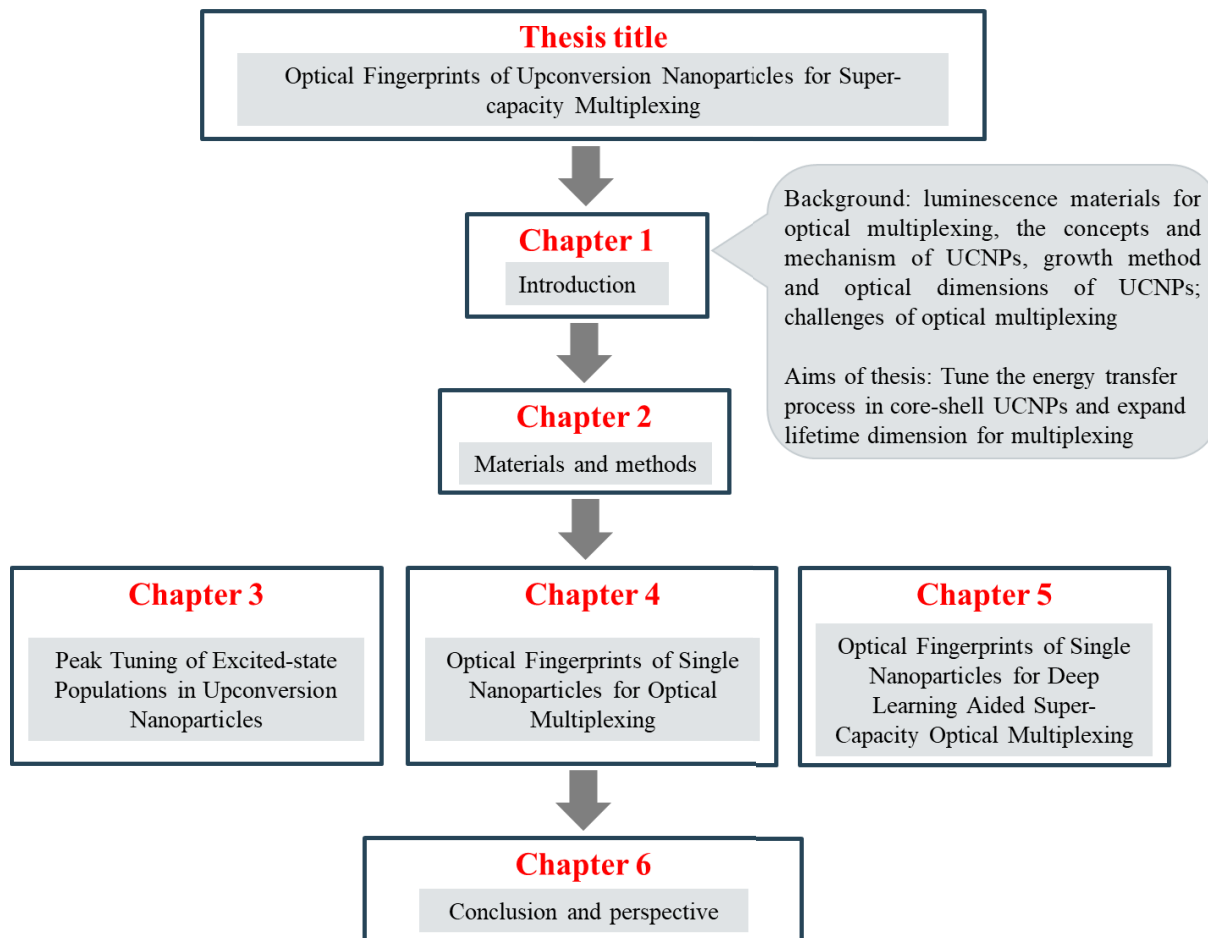 Thesis title
Optical Fingerprints of Upconversion Nanoparticles for Super-
capacity Multiplexing
Chapter 1
Introduction
Background: luminescence materials for
optical multiplexing, the concepts and
mechanism of UCNPs, growth method
and optical dimensions of UCNPs;
challenges of optical multiplexing
Aims of thesis: Tune the energy transfer
process in core-shell UCNPs and expand
lifetime dimension for multiplexing
Chapter 2
Materials and methods
Chapter 3
Peak Tuning of Excited-state
Populations in Upconversion
Nanoparticles
Chapter 4
Optical Fingerprints of Single
Nanoparticles for Optical
Multiplexing
Chapter 5
Optical Fingerprints of Single
Nanoparticles for Deep
Learning Aided Super-
Capacity Optical Multiplexing
Chapter 6
Conclusion and perspective